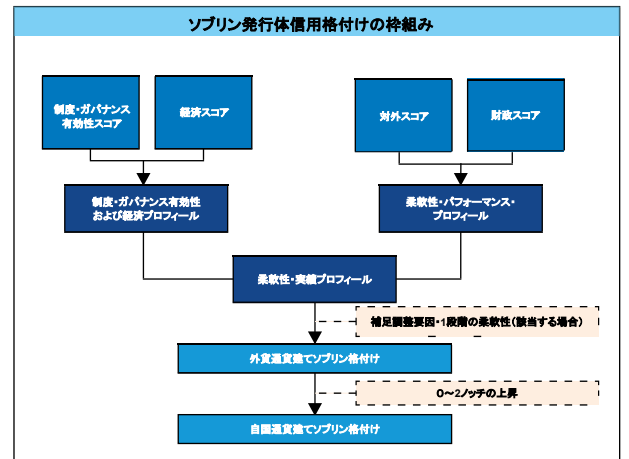 ソブリン発行体信用格付けの枠組み
制度・ガバナンス
有効性スコア
経済スコア
対外スコア
財政スコア
制度・ガバナンス有効性
および経済プロフィール
柔軟性・パフォーマンス・
プロフィール
柔軟性・実績プロフィール
補足調整要因・1段階の柔軟性(該当する場合)
外貨通貨建てソブリン格付け
0～2ノッチの上昇
自国通貨建てソブリン格付け